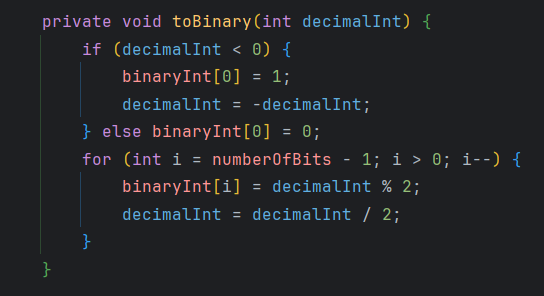 private void toBinary(int decimalInt) {
    if (decimalInt < 0) {
        binaryInt[0] = 1;
        decimalInt = -decimalInt;
    } else binaryInt[0] = 0;
    for (int i = numberOfBits - 1; i > 0; i--) {
        binaryInt[i] = decimalInt % 2;
        decimalInt = decimalInt / 2;
    }
}